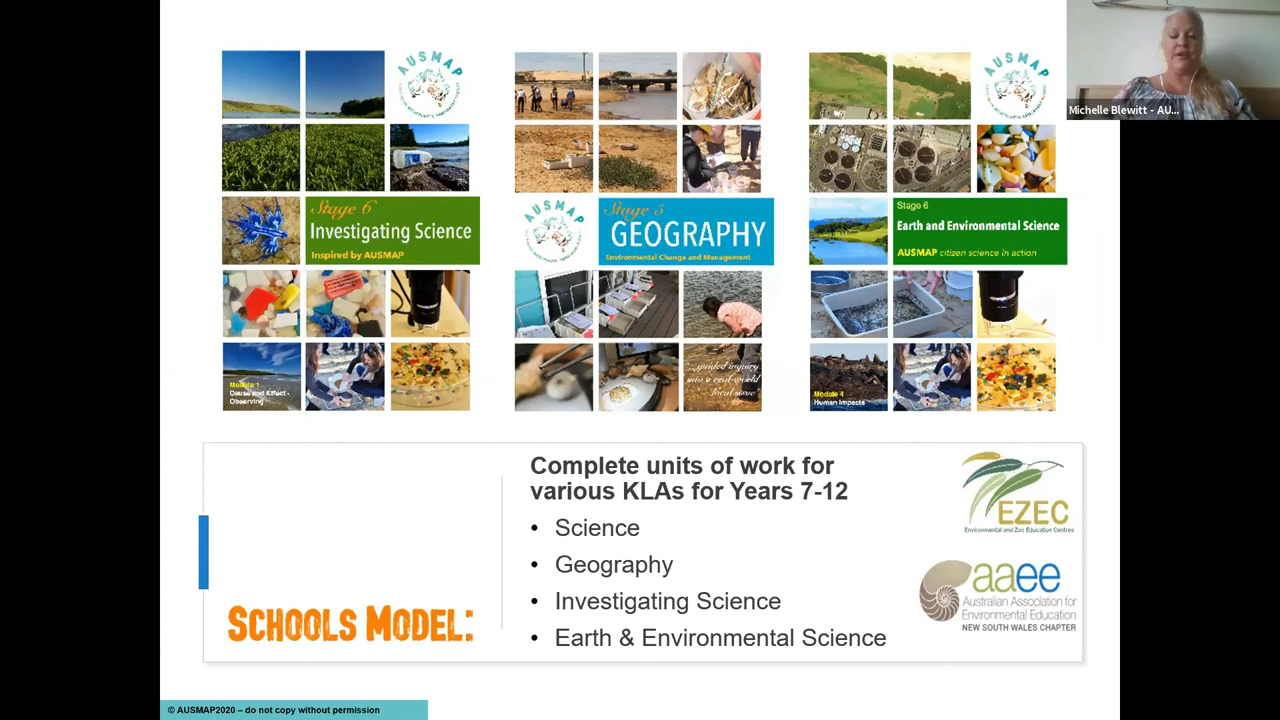 AUSMAP
AUSMAP
Michelle Blewitt - AU...
Stage 6
Investigating Science
Inspired by AUSMAP
AUSMAP
Stage 5
GEOGRAPHY
Environmental Change and Management
Stage 6
Earth and Environmental Science
AUSMAP citizen science in action
Module 1
Cause and Effect -
Observing
"...guided inquiry
into a real-world
local issue"
Module 4
Human Impacts
Complete units of work for
various KLAs for Years 7-12
• Science
• Geography
• Investigating Science
• Earth & Environmental Science
SCHOOLS MODEL:
EZEC
Environmental and Zoo Education Centres
aaee
Australian Association for
Environmental Education
NEW SOUTH WALES CHAPTER
© AUSMAP2020 – do not copy without permission